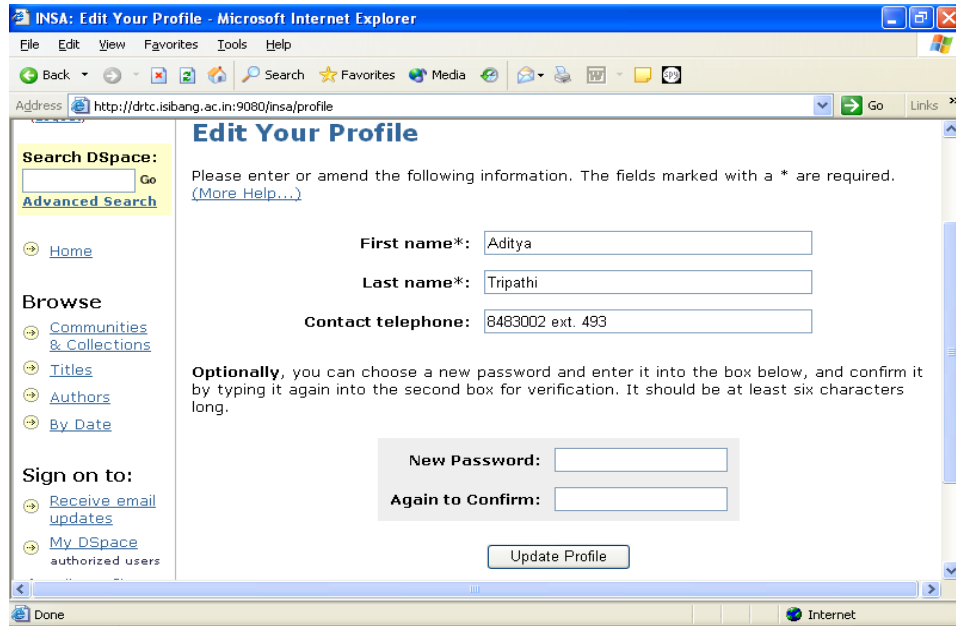 INSA: Edit Your Profile - Microsoft Internet Explorer
File Edit View Favorites Tools Help
Back Search Favorites Media
Address http://drtc.isibang.ac.in:9080/insa/profile Go Links »
Search DSpace:
Go
Advanced Search
Home
Browse
Communities
& Collections
Titles
Authors
By Date
Sign on to:
Receive email
updates
My DSpace
authorized users
Edit Your Profile
Please enter or amend the following information. The fields marked with a * are required.
(More Help...)
First name*: Aditya
Last name*: Tripathi
Contact telephone: 8483002 ext. 493
Optionally, you can choose a new password and enter it into the box below, and confirm it
by typing it again into the second box for verification. It should be at least six characters
long.
New Password:
Again to Confirm:
Update Profile
Done Internet